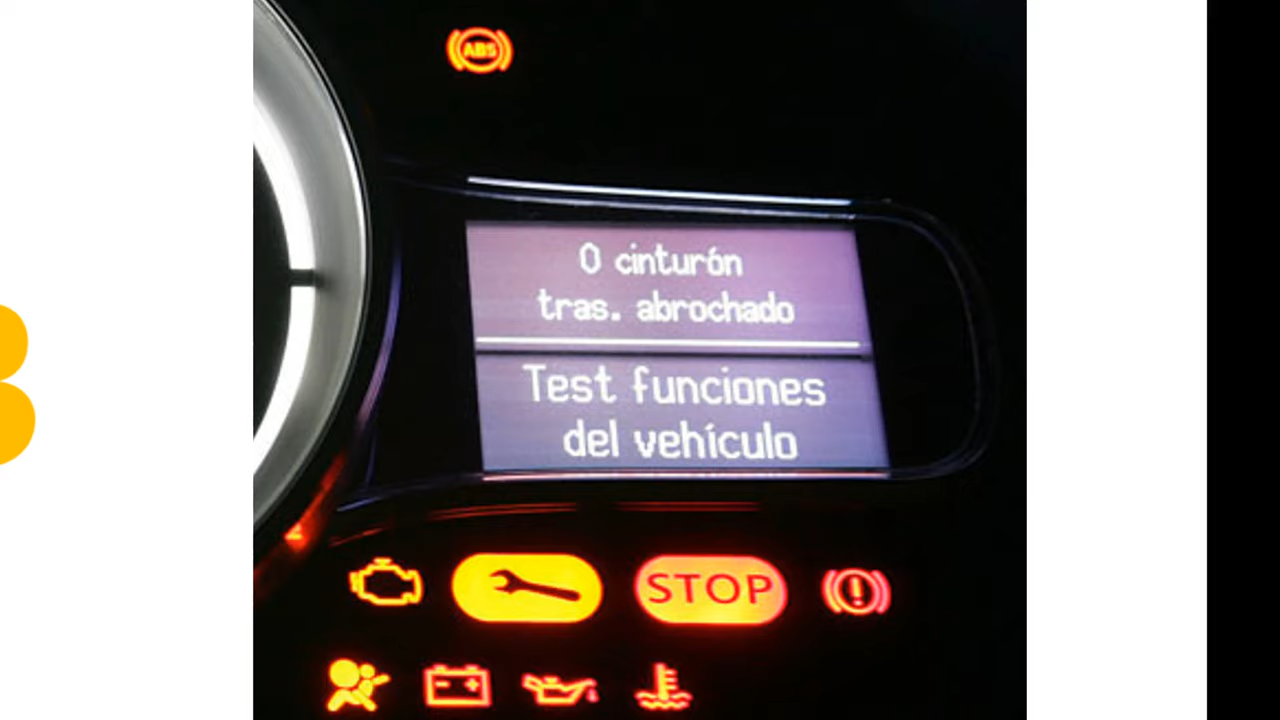 ABS
0 cinturón
tras. abrochado
Test funciones
del vehículo
STOP